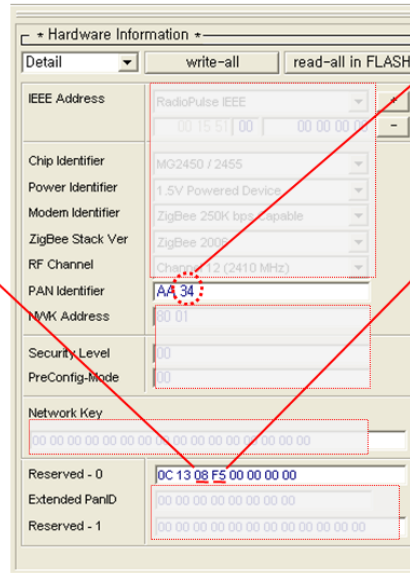 * Hardware Information *
Detail write-all read-all in FLASH
IEEE Address RadioPulse IEEE +
00 15 51 00 00 00 00 00 -
Chip Identifier MG2450 / 2455
Power Identifier 1.5V Powered Device
Modem Identifier ZigBee 250K bps Capable
ZigBee Stack Ver ZigBee 2006
RF Channel Channel 12 (2410 MHz)
PAN Identifier AA 34
NWK Address 80 01
Security Level 00
PreConfig-Mode 00
Network Key
00 00 00 00 00 00 00 00 00 00 00 00 00 00 00 00
Reserved - 0 0C 13 08 F5 00 00 00 00
Extended PanID 00 00 00 00 00 00 00 00
Reserved - 1 00 00 00 00 00 00 00 00 00 00 00 00